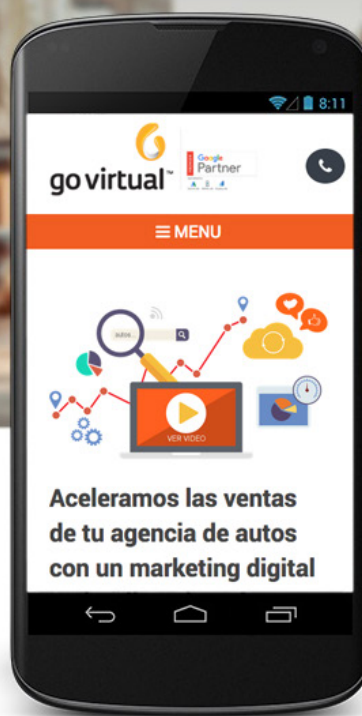 8:11
go virtual™
Google
Partner
≡ MENU
autos...
VER VIDEO
Aceleramos las ventas
de tu agencia de autos
con un marketing digital